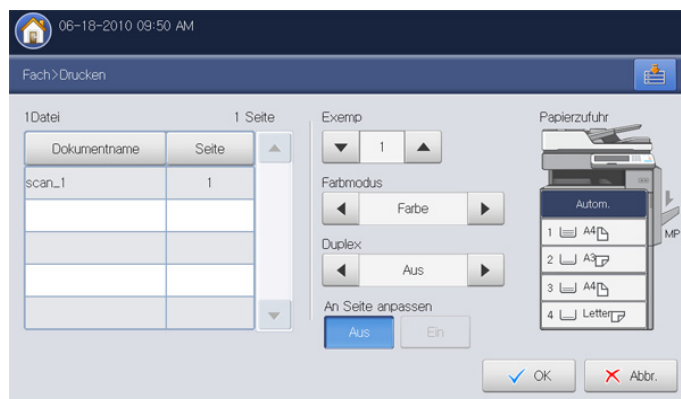 06-18-2010 09:50 AM
Fach>Drucken
1Datei 1 Seite
Dokumentname Seite
scan_1 1
Exemp
1
Farbmodus
Farbe
Duplex
Aus
An Seite anpassen
Aus Ein
Papierzufuhr
Autom.
1 A4
2 A3
3 A4
4 Letter
MP
OK Abbr.